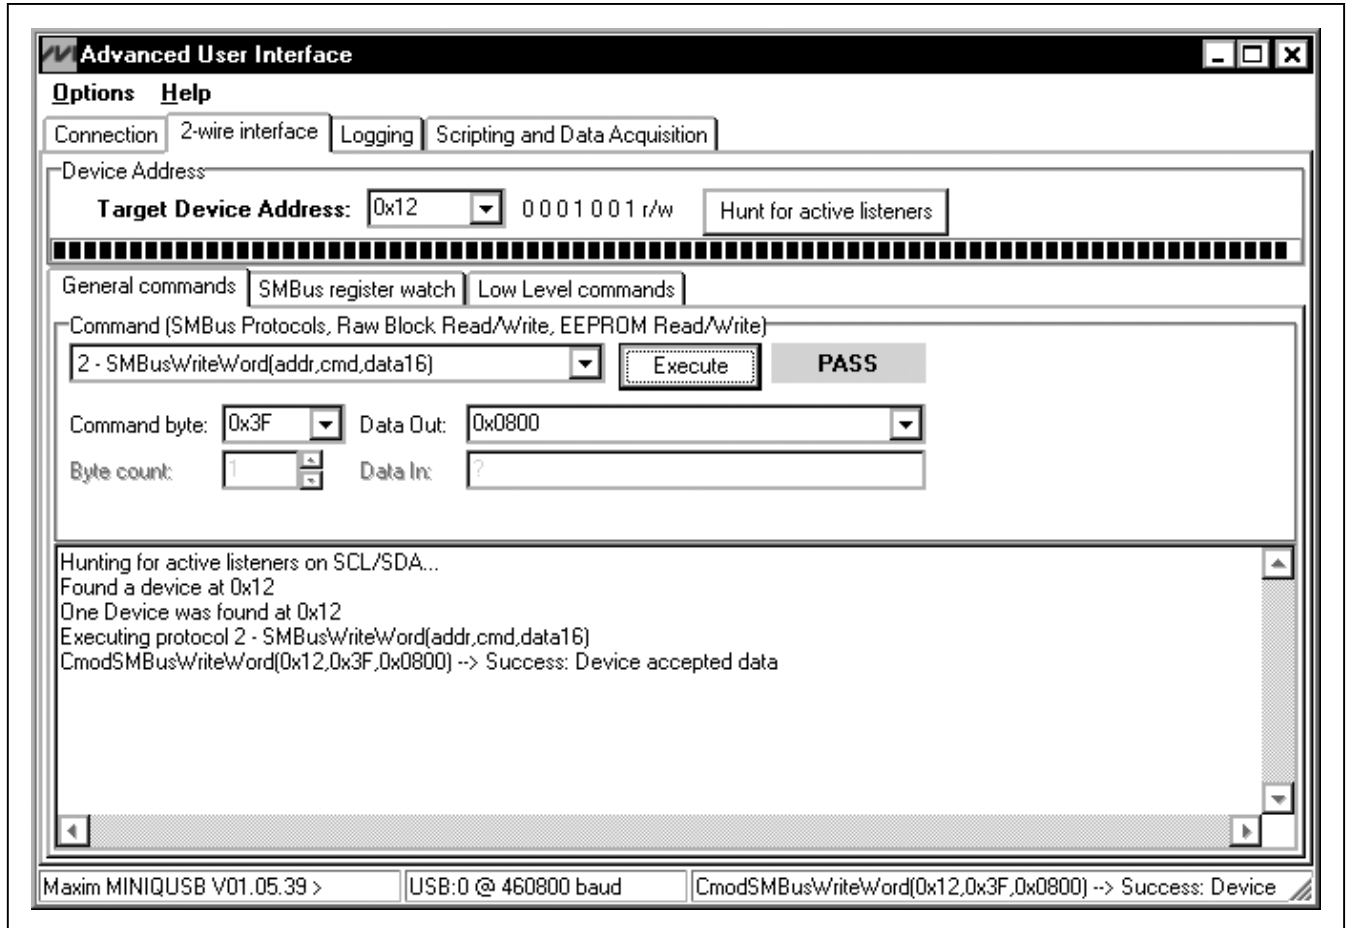 Advanced User Interface
Options Help
Connection 2-wire interface Logging Scripting and Data Acquisition
Device Address
Target Device Address: 0x12 0 0 0 1 0 0 1 r/w Hunt for active listeners
General commands SMBus register watch Low Level commands
Command (SMBus Protocols, Raw Block Read/Write, EEPROM Read/Write)
2 - SMBusWriteWord(addr,cmd,data16) Execute PASS
Command byte: 0x3F Data Out: 0x0800
Byte count: 1 Data In: ?
Hunting for active listeners on SCL/SDA...
Found a device at 0x12
One Device was found at 0x12
Executing protocol 2 - SMBusWriteWord(addr,cmd,data16)
CmodSMBusWriteWord(0x12,0x3F,0x0800) --> Success: Device accepted data
Maxim MINIQUSB V01.05.39 > USB:0 @ 460800 baud CmodSMBusWriteWord(0x12,0x3F,0x0800) --> Success: Device